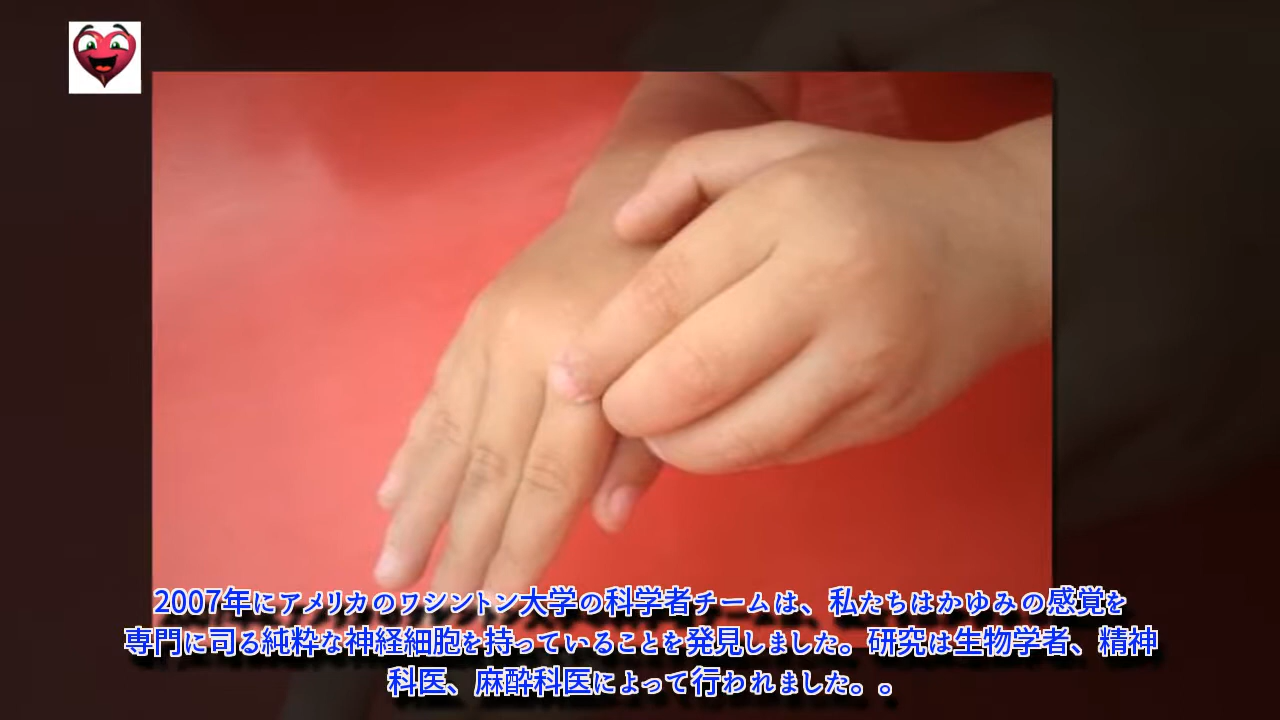 2007年にアメリカのワシントン大学の科学者チームは、私たちはかゆみの感覚を
専門に司る純粋な神経細胞を持っていることを発見しました。研究は生物学者、精神
科医、麻酔科医によって行われました。。